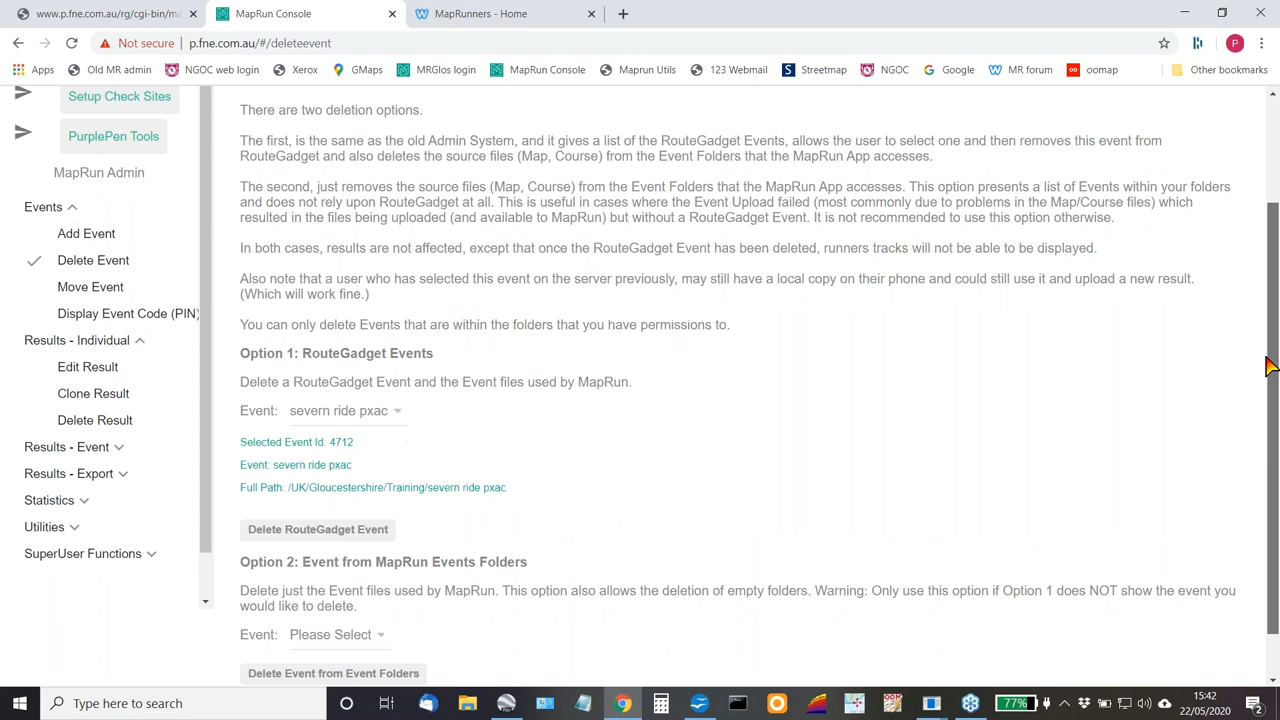 www.p.fne.com.au/rg/cgi-bin/ma
MapRun Console
MapRunners - Home
Not secure
p.fne.com.au/#/deleteevent
P
Apps
Old MR admin
NGOC web login
Xerox
GMaps
MRGlos login
MapRun Console
Maprun Utils
123 Webmail
Streetmap
NGOC
Google
MR forum
oomap
Other bookmarks
Setup Check Sites
PurplePen Tools
MapRun Admin
Events
Add Event
Delete Event
Move Event
Display Event Code (PIN)
Results - Individual
Edit Result
Clone Result
Delete Result
Results - Event
Results - Export
Statistics
Utilities
SuperUser Functions
There are two deletion options.
The first, is the same as the old Admin System, and it gives a list of the RouteGadget Events, allows the user to select one and then removes this event from
RouteGadget and also deletes the source files (Map, Course) from the Event Folders that the MapRun App accesses.
The second, just removes the source files (Map, Course) from the Event Folders that the MapRun App accesses. This option presents a list of Events within your folders
and does not rely upon RouteGadget at all. This is useful in cases where the Event Upload failed (most commonly due to problems in the Map/Course files) which
resulted in the files being uploaded (and available to MapRun) but without a RouteGadget Event. It is not recommended to use this option otherwise.
In both cases, results are not affected, except that once the RouteGadget Event has been deleted, runners tracks will not be able to be displayed.
Also note that a user who has selected this event on the server previously, may still have a local copy on their phone and could still use it and upload a new result.
(Which will work fine.)
You can only delete Events that are within the folders that you have permissions to.
Option 1: RouteGadget Events
Delete a RouteGadget Event and the Event files used by MapRun.
Event: severn ride pxac
Selected Event Id: 4712
Event: severn ride pxac
Full Path: /UK/Gloucestershire/Training/severn ride pxac
Delete RouteGadget Event
Option 2: Event from MapRun Events Folders
Delete just the Event files used by MapRun. This option also allows the deletion of empty folders. Warning: Only use this option if Option 1 does NOT show the event you
would like to delete.
Event: Please Select
Delete Event from Event Folders
Type here to search
77%
15:42
22/05/2020
2